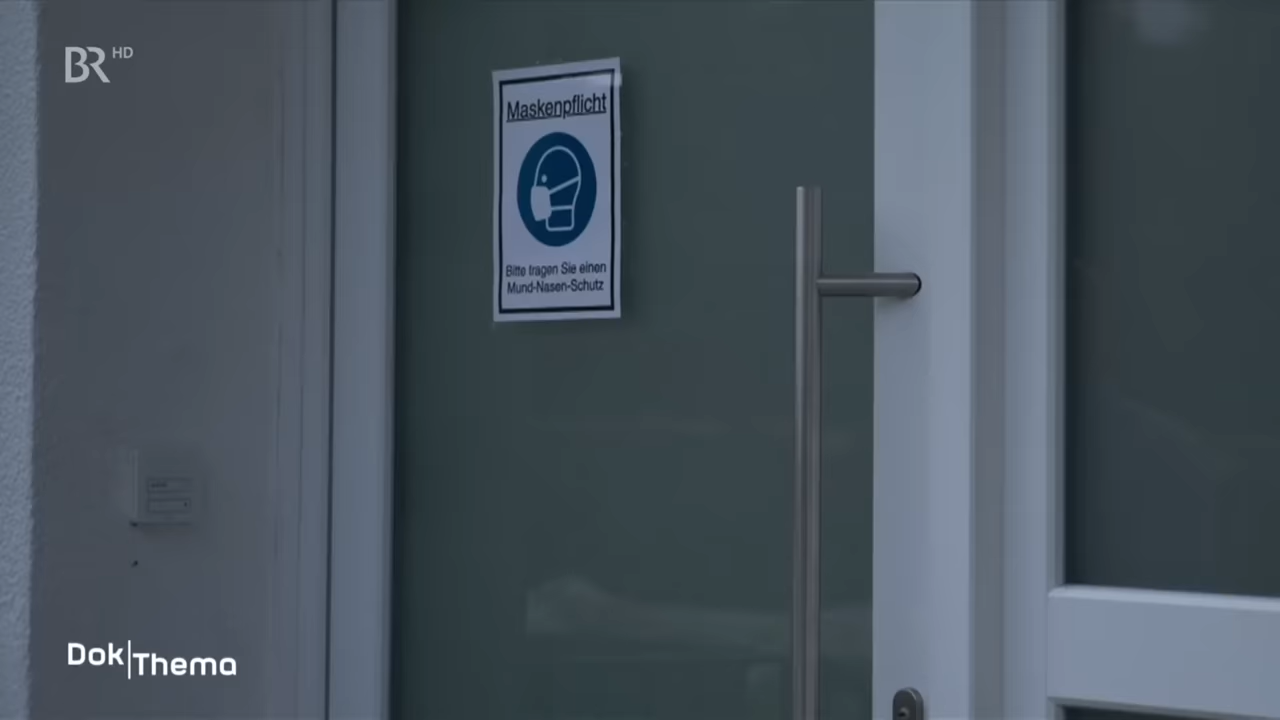 BR HD
Maskenpflicht
Bitte tragen Sie einen
Mund-Nasen-Schutz
Dok|Thema